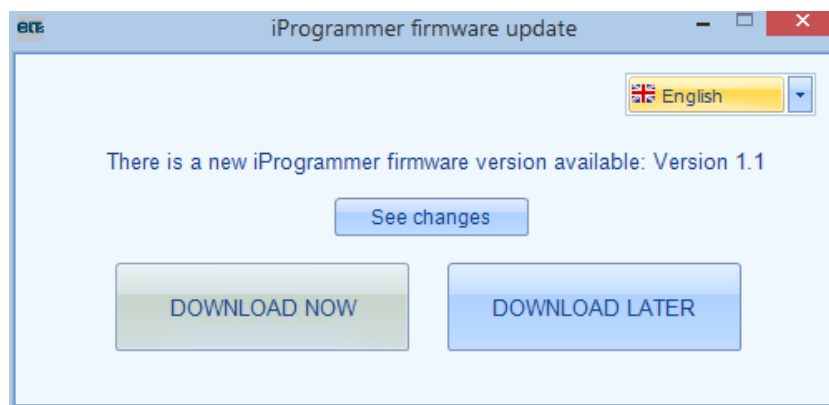 iProgrammer firmware update
English
There is a new iProgrammer firmware version available: Version 1.1
See changes
DOWNLOAD NOW
DOWNLOAD LATER